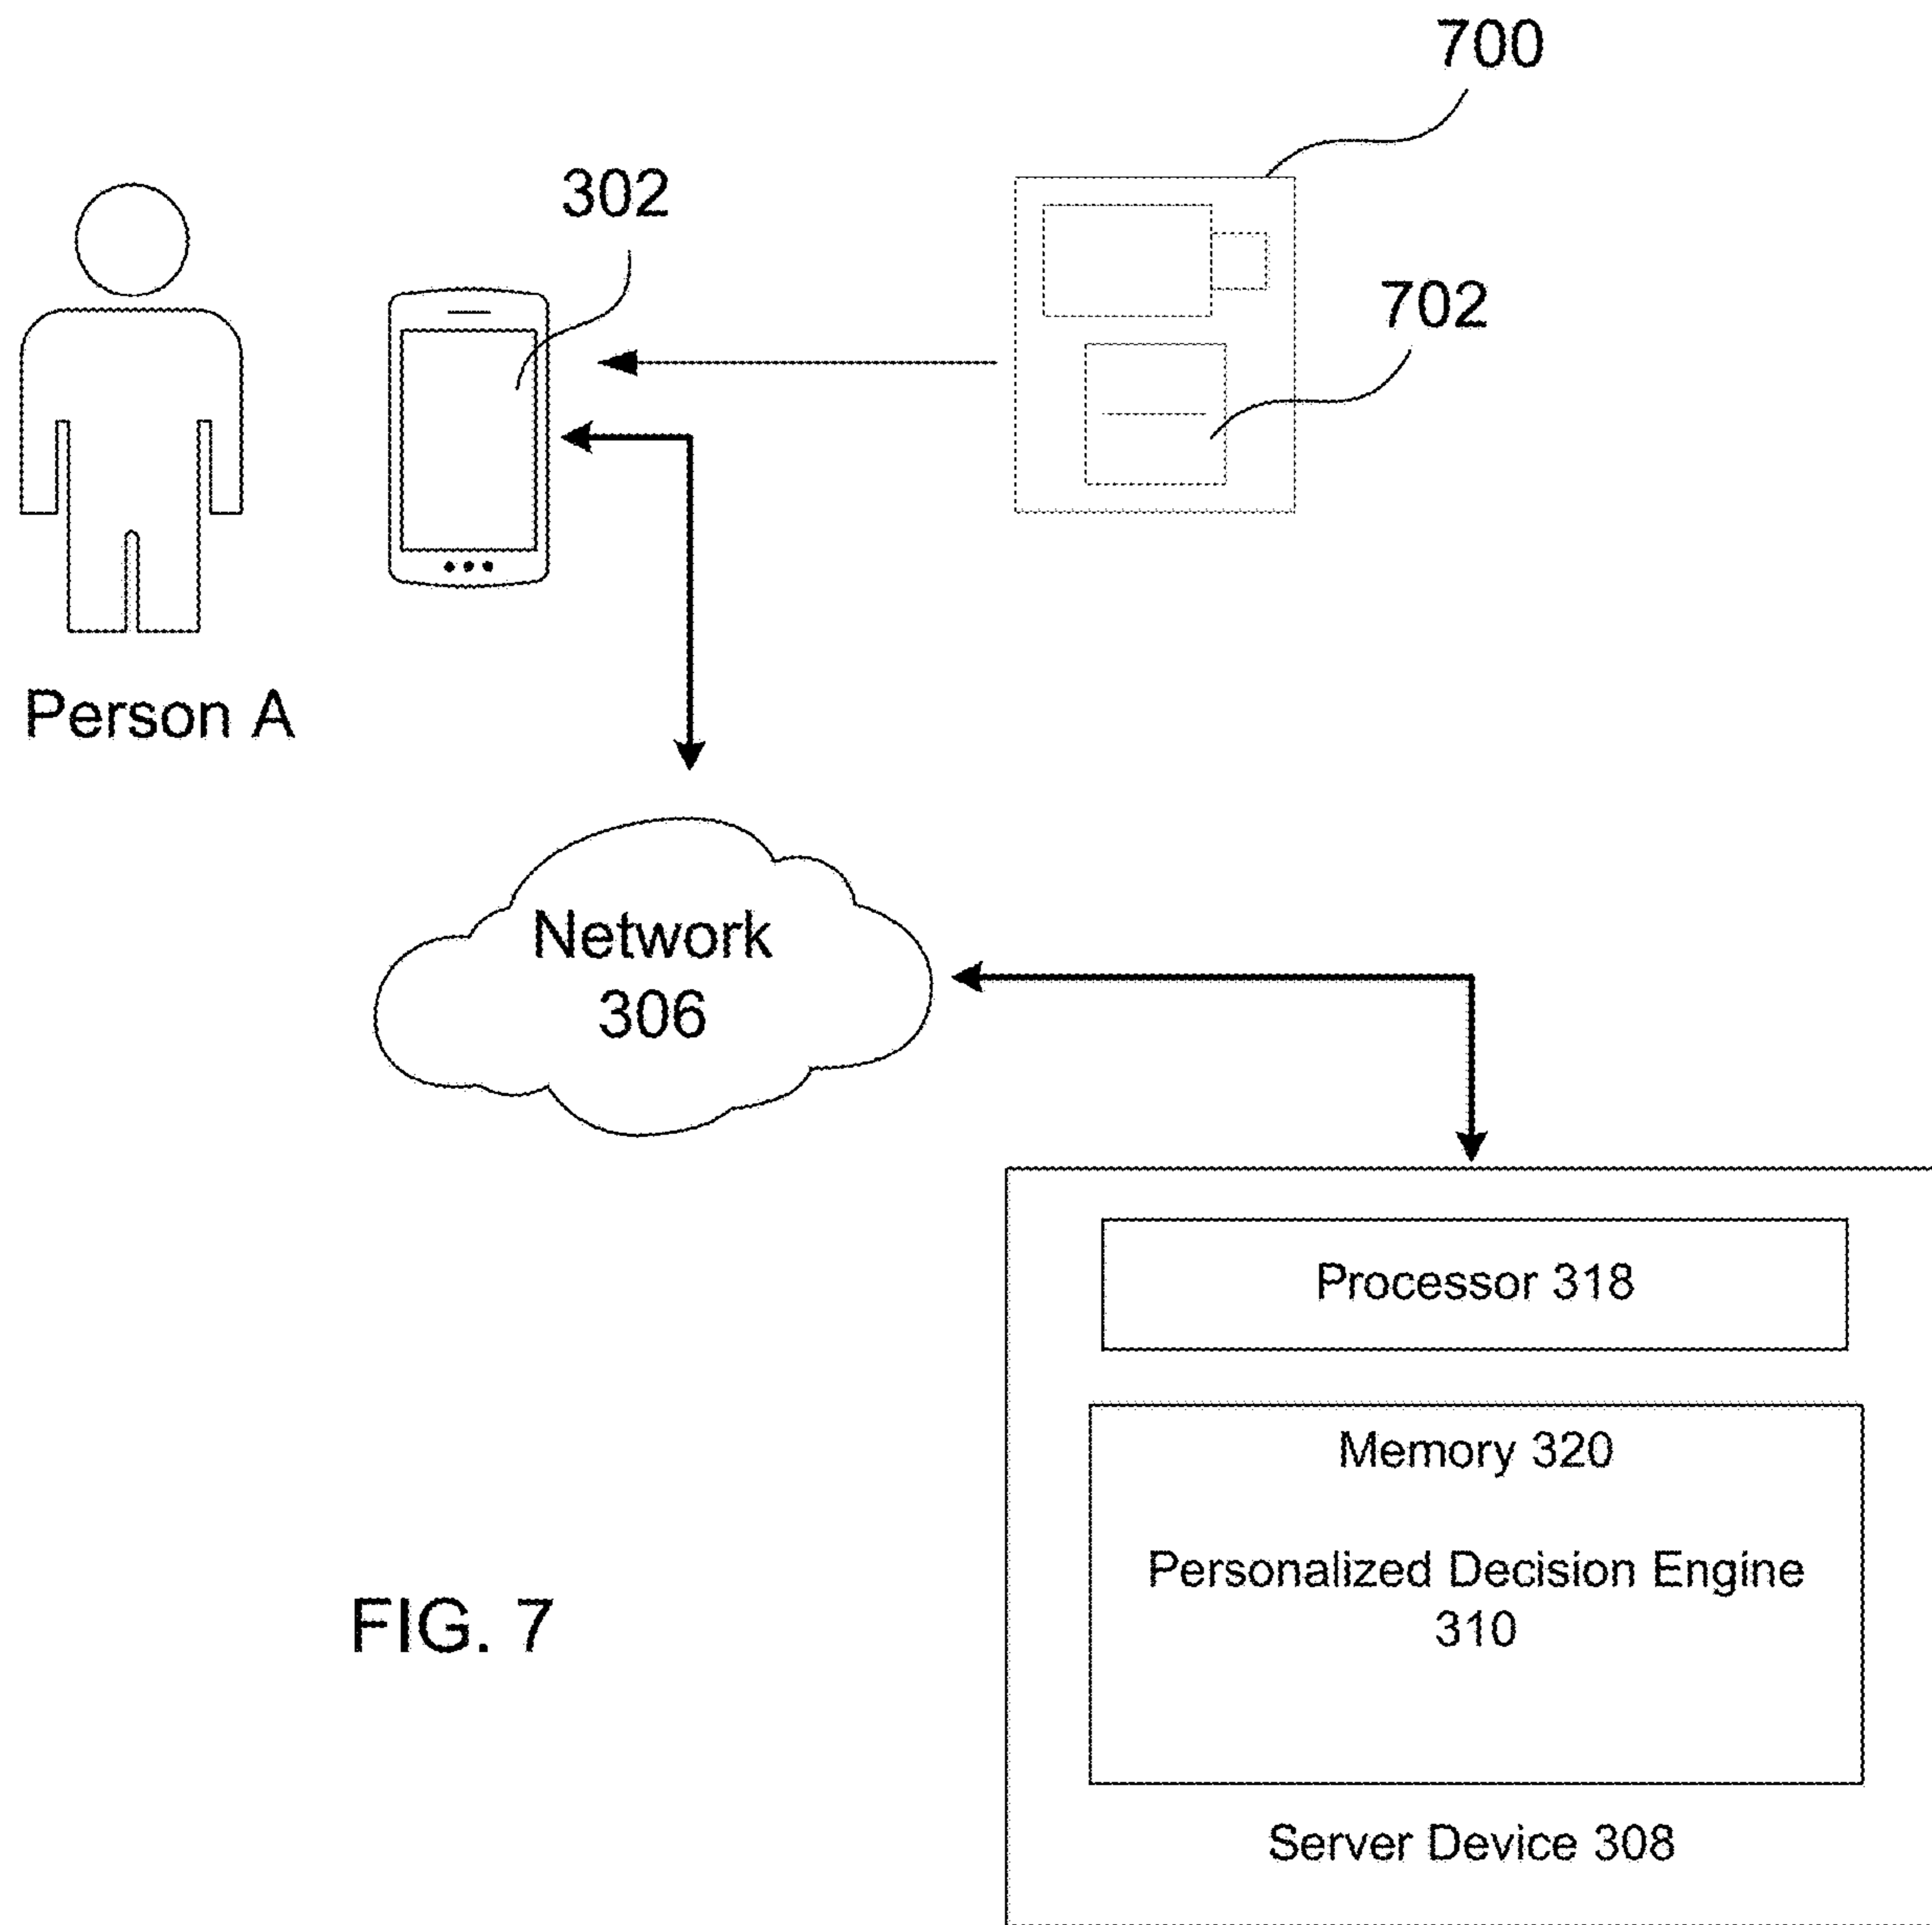 700
302
702
Person A
Network
306
Processor 318
Memory 320
Personalized Decision Engine
310
FIG. 7
Server Device 308